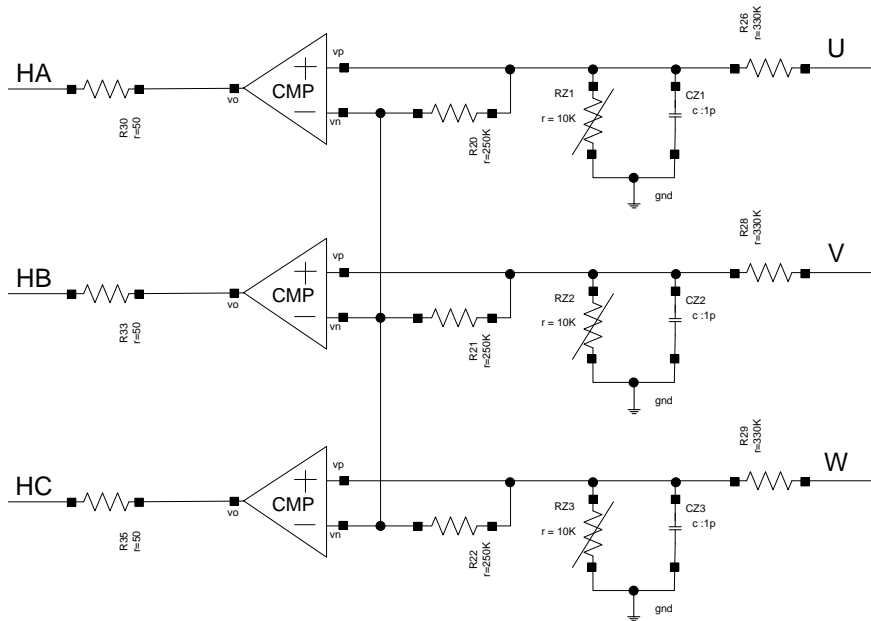 R26
r=330K
U
HA
vp
CMP
vo
vn
R30
r=50
R20
r=250K
RZ1
r = 10K
CZ1
c :1p
gnd
R28
r=330K
V
HB
vp
CMP
vo
vn
R33
r=50
R21
r=250K
RZ2
r = 10K
CZ2
c :1p
gnd
R29
r=330K
W
HC
vp
CMP
vo
vn
R35
r=50
R22
r=250K
RZ3
r = 10K
CZ3
c :1p
gnd